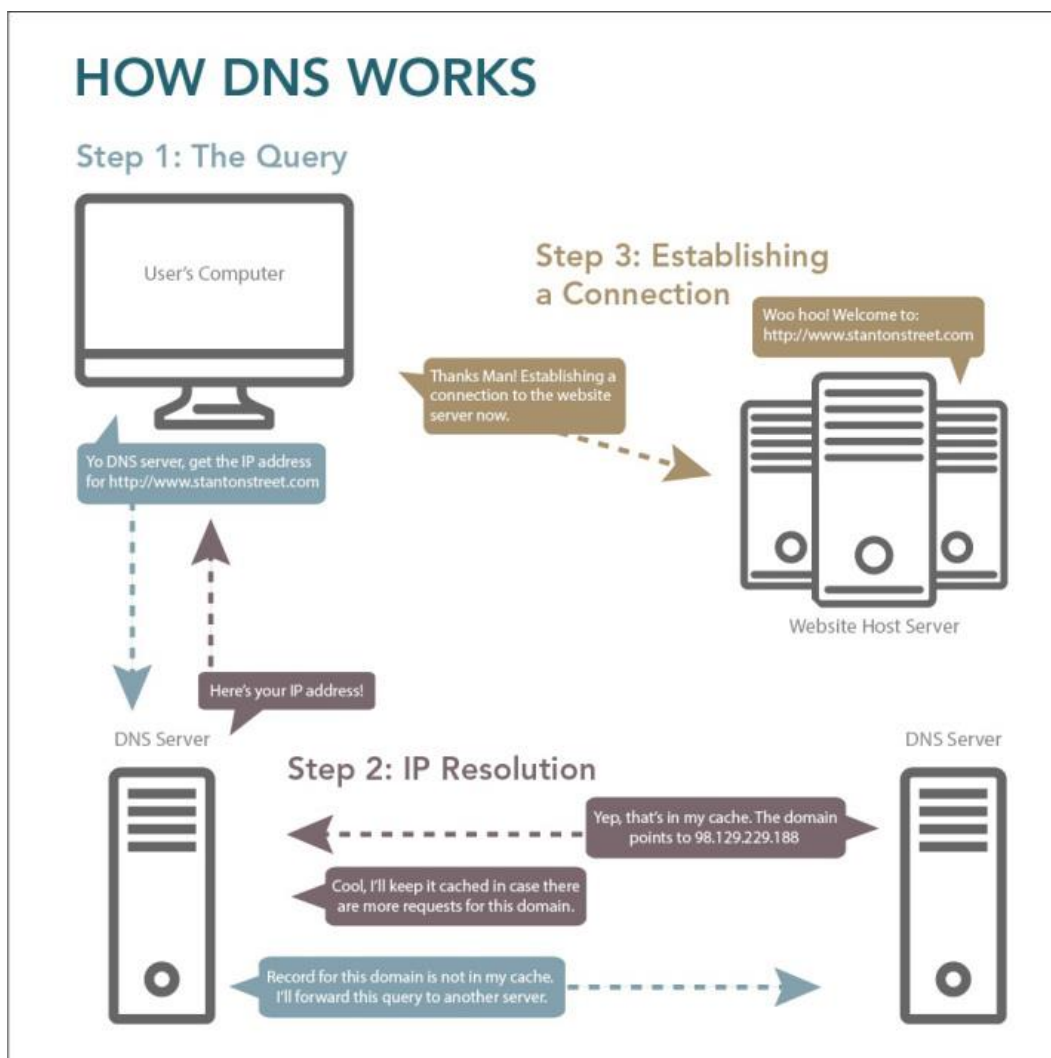 HOW DNS WORKS
Step 1: The Query
User's Computer
Yo DNS server, get the IP address
for http://www.stantonstreet.com
Step 3: Establishing
a Connection
Woo hoo! Welcome to:
http://www.stantonstreet.com
Thanks Man! Establishing a
connection to the website
server now.
Website Host Server
Here's your IP address!
DNS Server
DNS Server
Step 2: IP Resolution
Yep, that's in my cache. The domain
points to 98.129.229.188
Cool, I'll keep it cached in case there
are more requests for this domain.
Record for this domain is not in my cache.
I'll forward this query to another server.